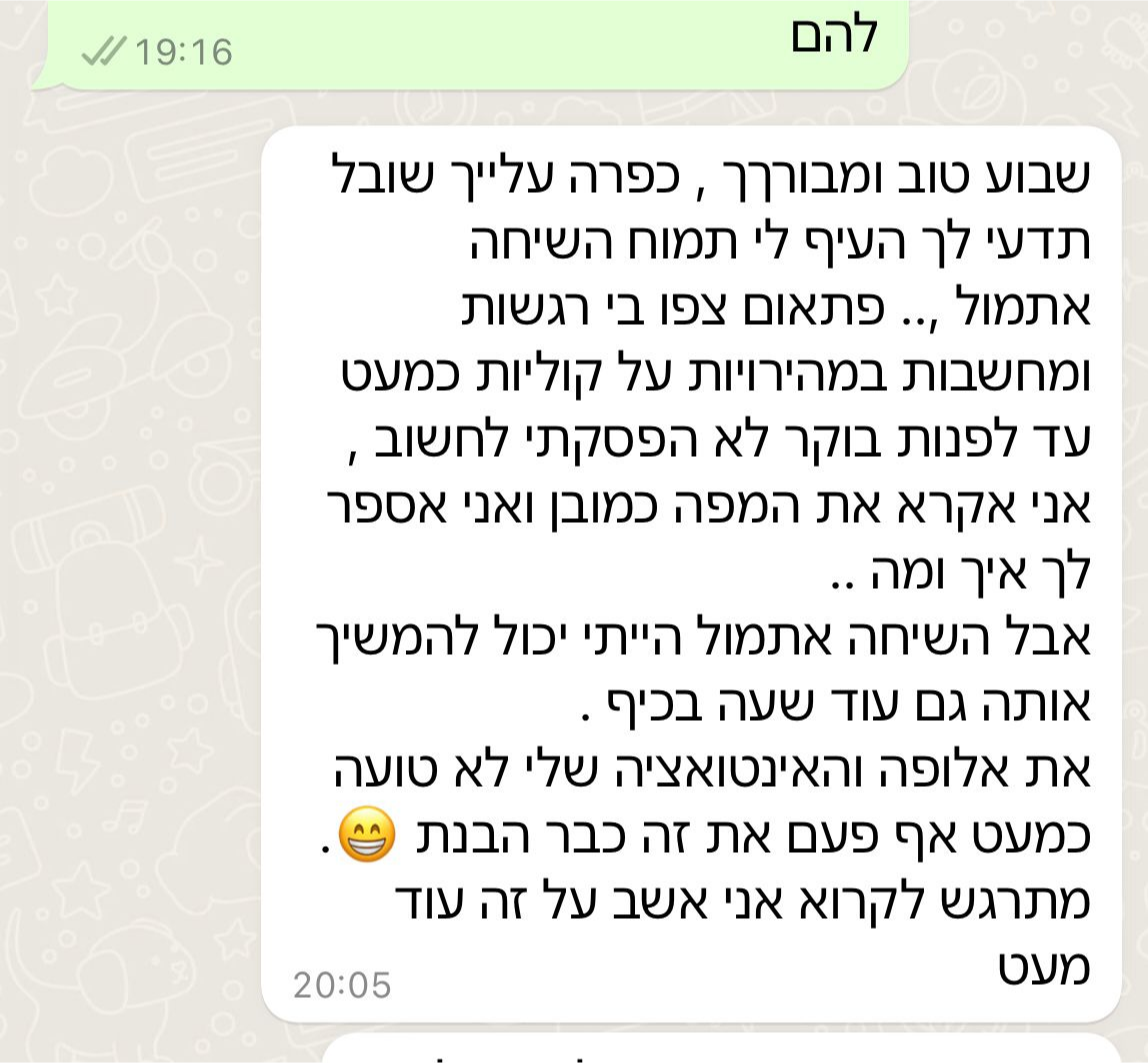 להם
19:16
שבוע טוב ומבורךך , כפרה עלייך שובל
תדעי לך העיף לי תמוח השיחה
אתמול ,.. פתאום צפו בי רגשות
ומחשבות במהירויות על קוליות כמעט
עד לפנות בוקר לא הפסקתי לחשוב ,
אני אקרא את המפה כמובן ואני אספר
לך איך ומה ..
אבל השיחה אתמול הייתי יכול להמשיך
אותה גם עוד שעה בכיף .
את אלופה והאינטואציה שלי לא טועה
כמעט אף פעם את זה כבר הבנת 😁.
מתרגש לקרוא אני אשב על זה עוד
מעט
20:05